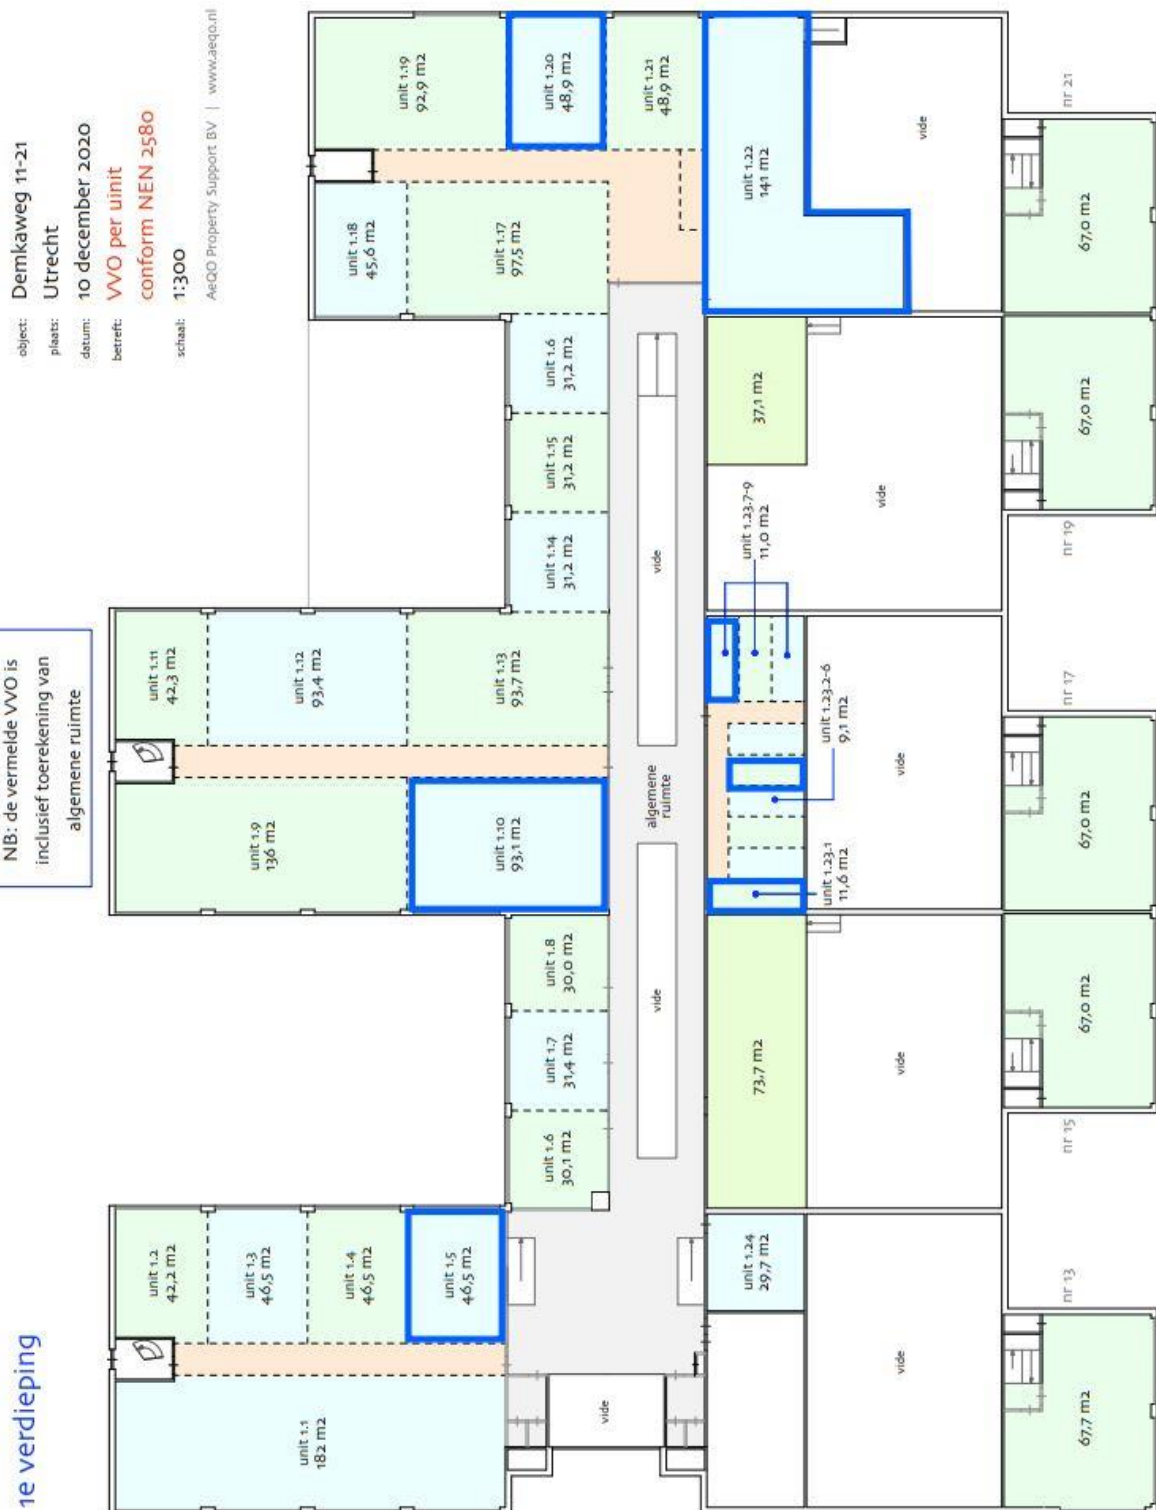 1e verdieping
NB: de vermelde VVO is
inclusief toerekening van
algemene ruimte
object: Demkaweg 11-21
plaats: Utrecht
datum: 10 december 2020
betreft: VVO per uinit
conform NEN 2580
schaal: 1:300
AeQO Property Support BV | www.aeqo.nl
unit 1.1
182 m2
unit 1.2
42,2 m2
unit 1.3
46,5 m2
unit 1.4
46,5 m2
unit 1.5
46,5 m2
unit 1.6
30,1 m2
unit 1.7
31,4 m2
unit 1.8
30,0 m2
unit 1.9
136 m2
unit 1.10
93,1 m2
unit 1.11
42,3 m2
unit 1.12
93,4 m2
unit 1.13
93,7 m2
unit 1.14
31,2 m2
unit 1.15
31,2 m2
unit 1.6
31,2 m2
unit 1.18
45,6 m2
unit 1.17
97,5 m2
unit 1.19
92,9 m2
unit 1.20
48,9 m2
unit 1.21
48,9 m2
vide
vide
algemene
ruimte
vide
unit 1.24
29,7 m2
73,7 m2
unit 1.23.1
11,6 m2
unit 1.23.2-6
9,1 m2
unit 1.23.7-9
11,0 m2
37,1 m2
unit 1.22
141 m2
vide
vide
vide
vide
vide
67,7 m2
nr 13
nr 15
67,0 m2
67,0 m2
nr 17
nr 19
67,0 m2
67,0 m2
nr 21